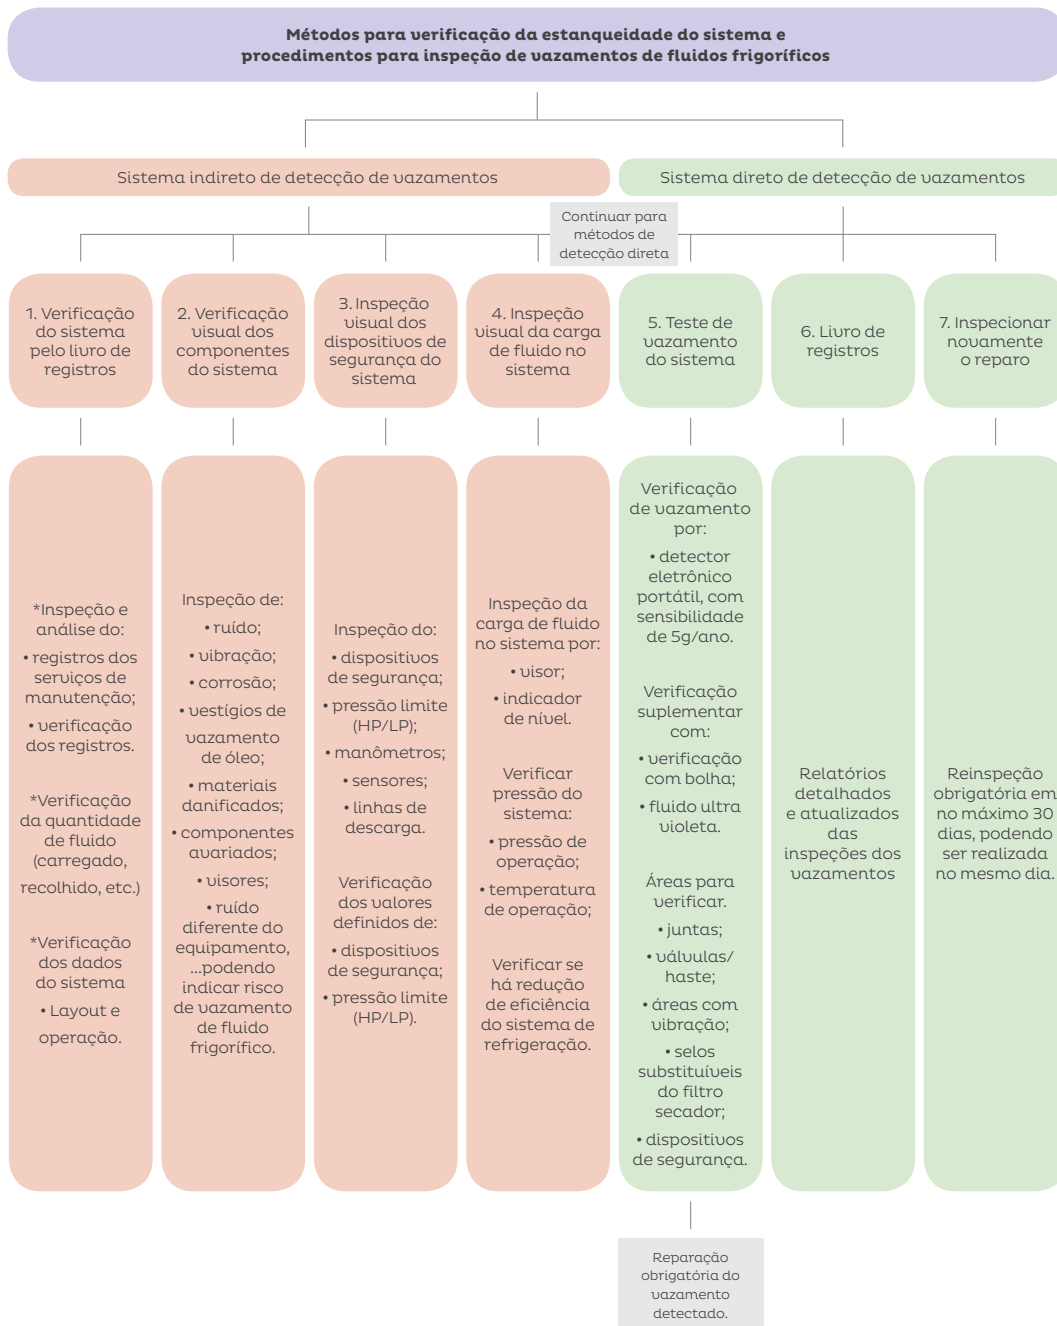 Métodos para verificação da estanqueidade do sistema e
procedimentos para inspeção de vazamentos de fluidos frigoríficos
Sistema indireto de detecção de vazamentos
Sistema direto de detecção de vazamentos
Continuar para
métodos de
detecção direta
1. Verificação
do sistema
pelo livro de
registros
2. Verificação
visual dos
componentes
do sistema
3. Inspeção
visual dos
dispositivos de
segurança do
sistema
4. Inspeção
visual da carga
de fluido no
sistema
5. Teste de
vazamento
do sistema
6. Livro de
registros
7. Inspecionar
novamente
o reparo
*Inspeção e
análise do:
• registros dos
serviços de
manutenção;
• verificação
dos registros.
*Verificação
da quantidade
de fluido
(carregado,
recolhido, etc.)
*Verificação
dos dados
do sistema
• Layout e
operação.
Inspeção de:
• ruído;
• vibração;
• corrosão;
• vestígios de
vazamento
de óleo;
• materiais
danificados;
• componentes
avariados;
• visores;
• ruído
diferente do
equipamento,
...podendo
indicar risco
de vazamento
de fluido
frigorífico.
Inspeção do:
• dispositivos
de segurança;
• pressão limite
(HP/LP);
• manômetros;
• sensores;
• linhas de
descarga.
Verificação
dos valores
definidos de:
• dispositivos
de segurança;
• pressão limite
(HP/LP).
Inspeção da
carga de fluido
no sistema por:
• visor;
• indicador
de nível.
Verificar
pressão do
sistema:
• pressão de
operação;
• temperatura
de operação;
Verificar se
há redução
de eficiência
do sistema de
refrigeração.
Verificação
de vazamento
por:
• detector
eletrônico
portátil, com
sensibilidade
de 5g/ano.
Verificação
suplementar
com:
• verificação
com bolha;
• fluido ultra
violeta.
Áreas para
verificar.
• juntas;
• válvulas/
haste;
• áreas com
vibração;
• selos
substituíveis
do filtro
secador;
• dispositivos
de segurança.
Relatórios
detalhados
e atualizados
das
inspeções dos
vazamentos
Reinspeção
obrigatória em
no máximo 30
dias, podendo
ser realizada
no mesmo dia.
Reparação
obrigatória do
vazamento
detectado.